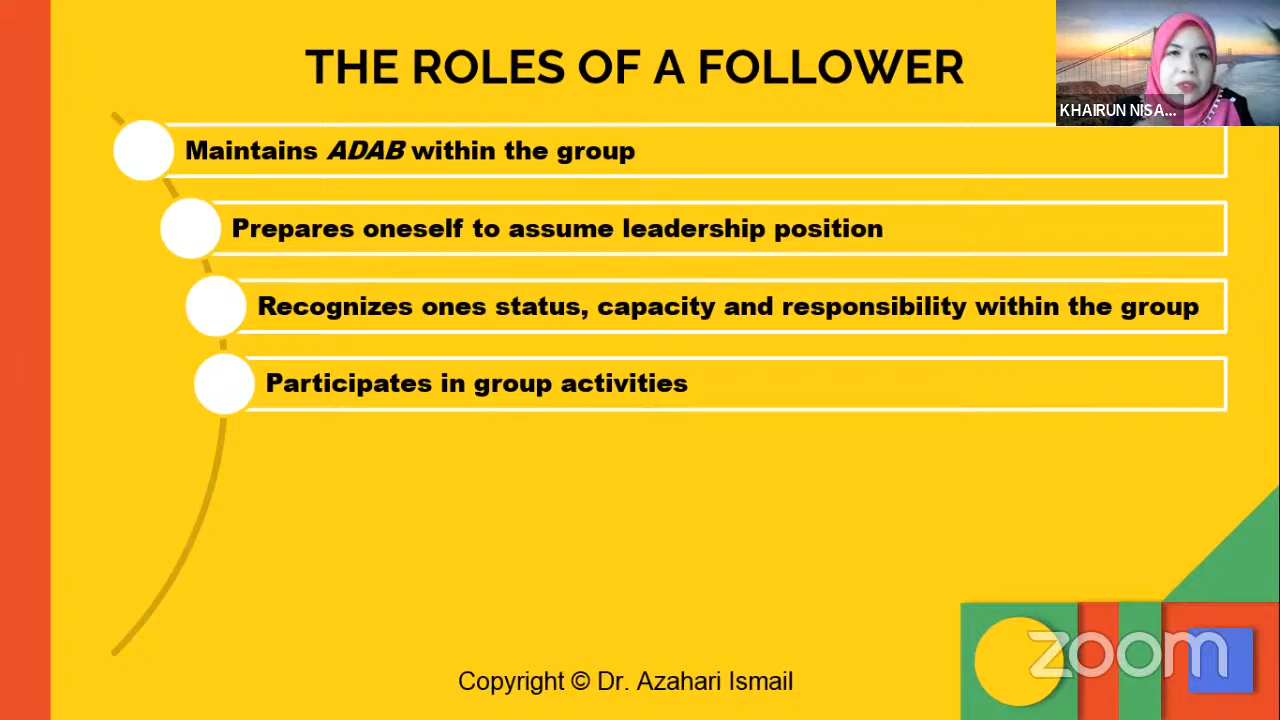 THE ROLES OF A FOLLOWER
KHAIRUN NISA...
Maintains ADAB within the group
Prepares oneself to assume leadership position
Recognizes ones status, capacity and responsibility within the group
Participates in group activities
Copyright © Dr. Azahari Ismail
zoom